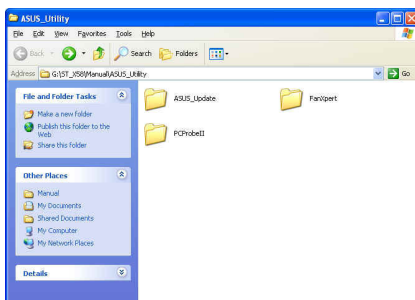 ASUS_Utility
File Edit View Favorites Tools Help
Back Search Folders
Address G:\ST_X58\Manual\ASUS_Utility Go
File and Folder Tasks
Make a new folder
Publish this folder to the Web
Share this folder
Other Places
Manual
My Documents
Shared Documents
My Computer
My Network Places
Details
ASUS_Update
FanXpert
PCProbeII